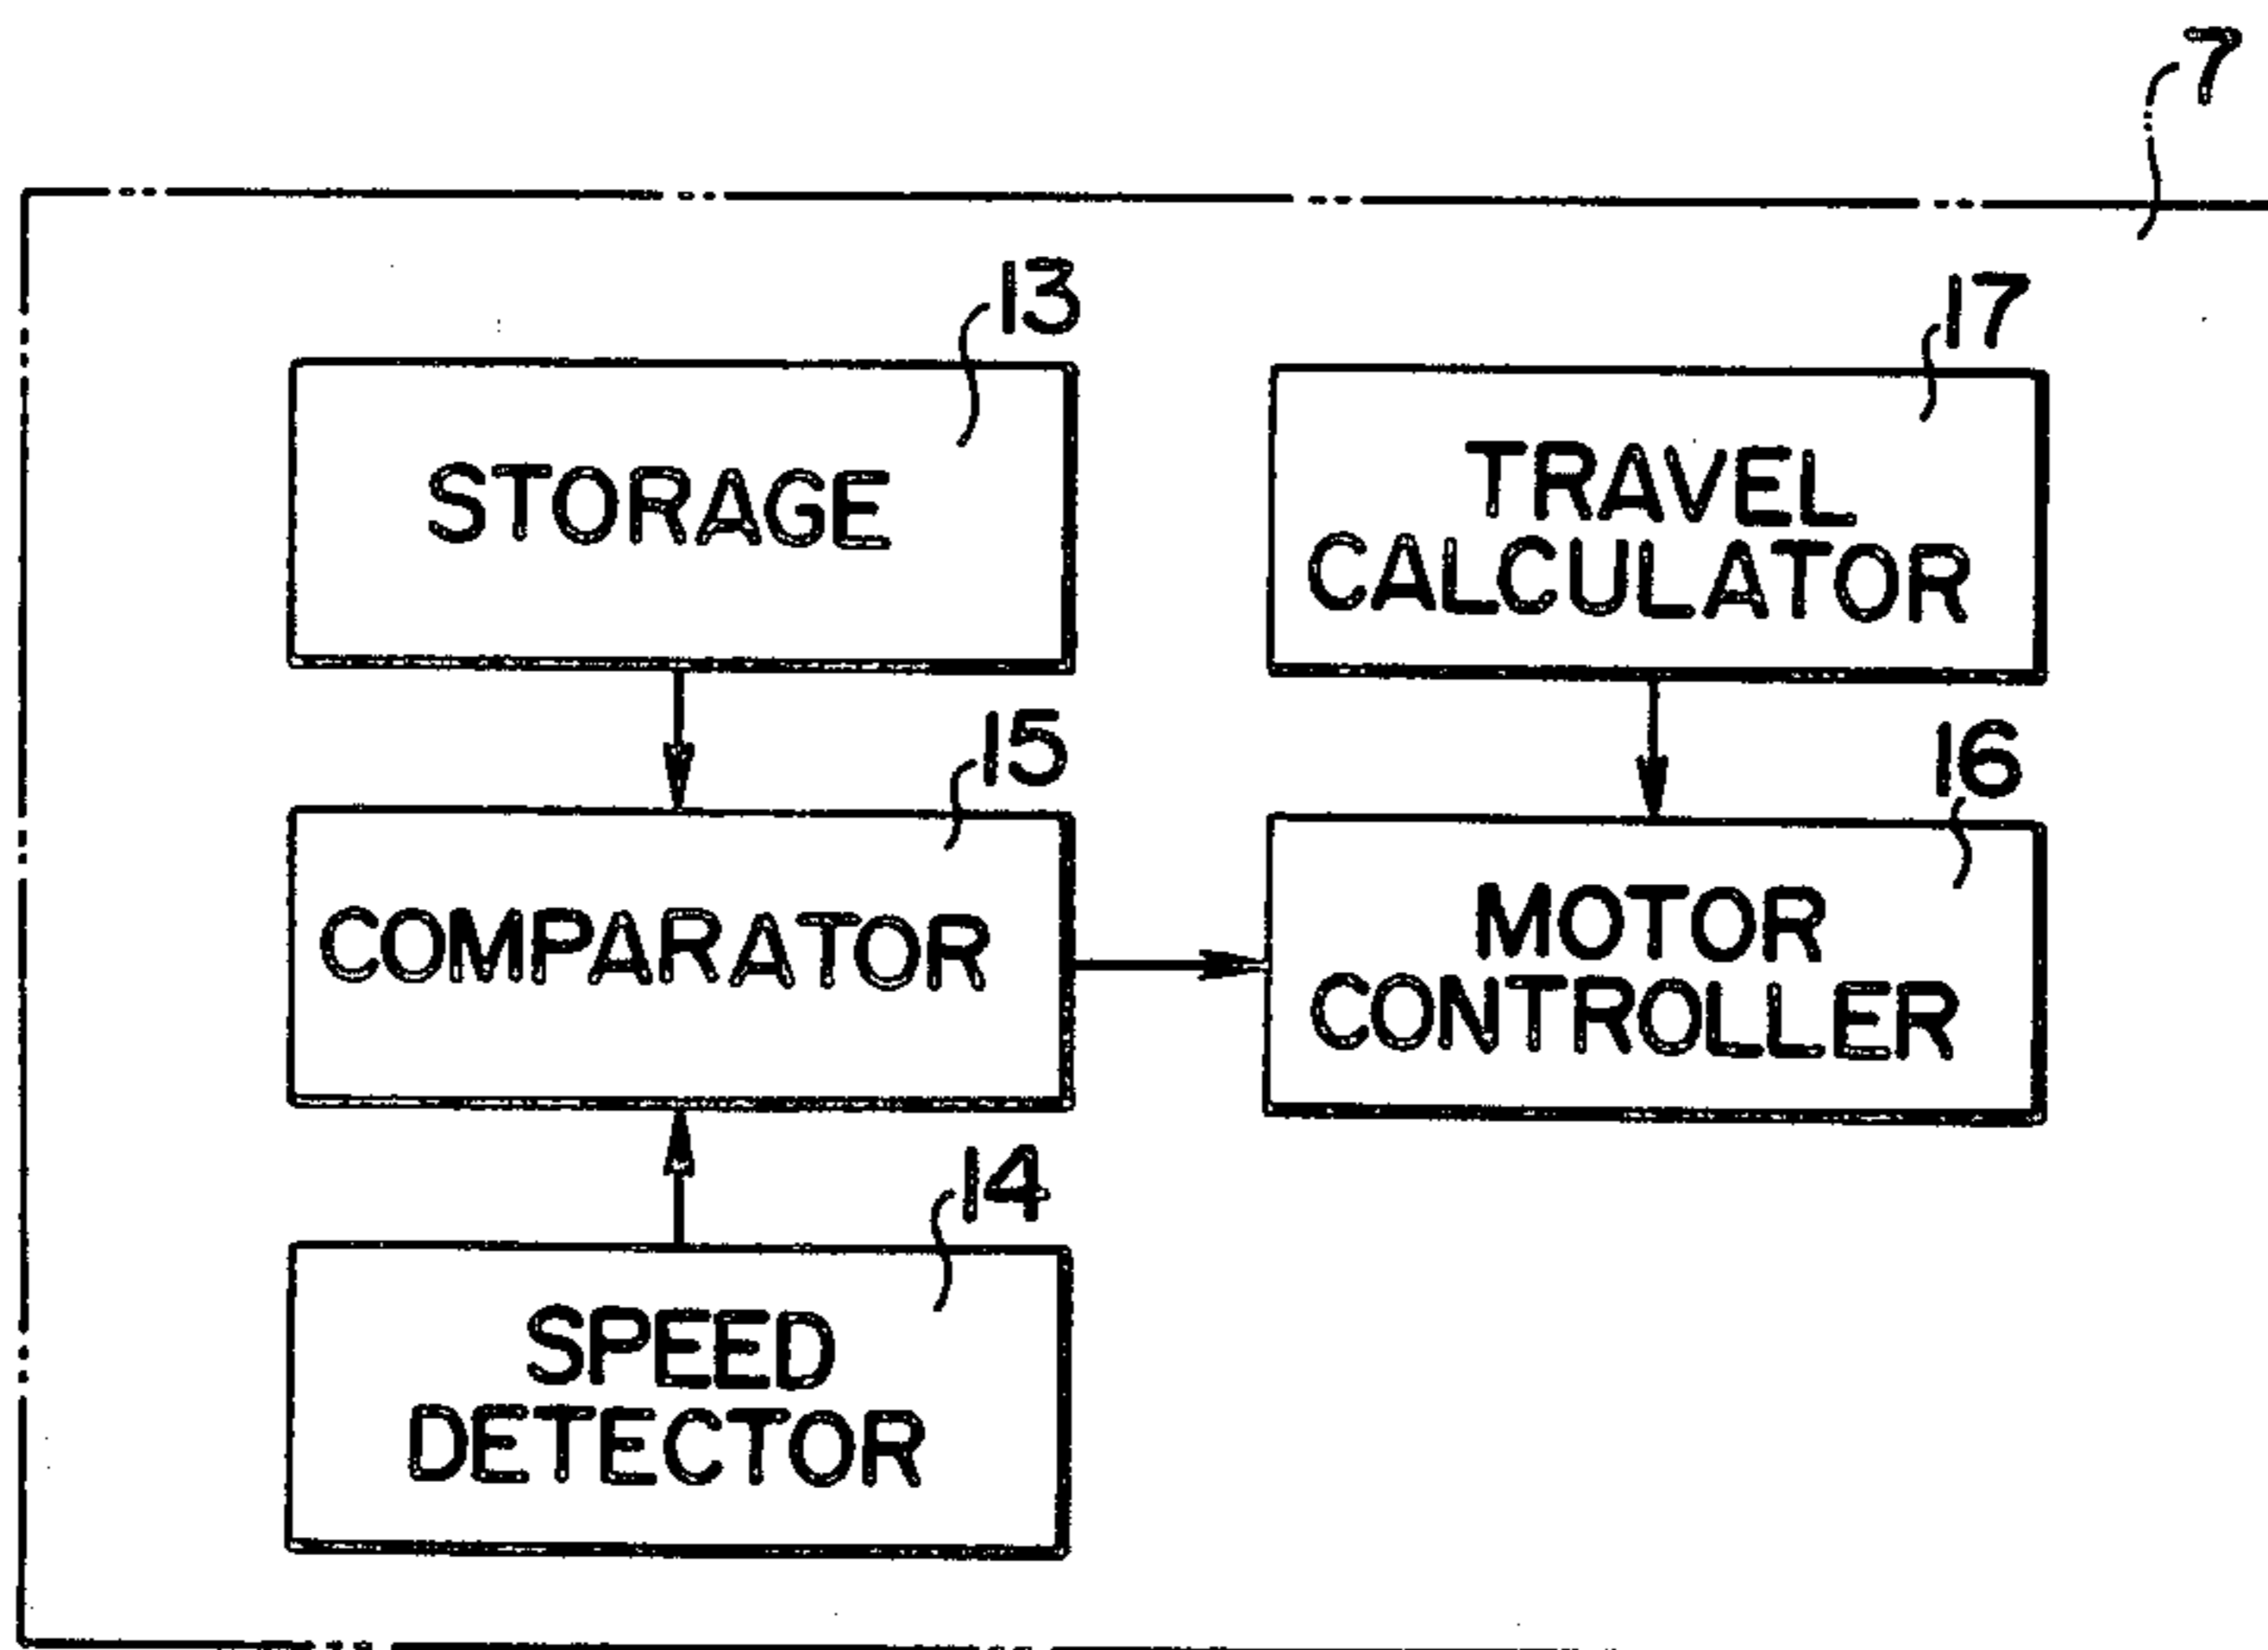 7
13
STORAGE
17
TRAVEL
CALCULATOR
15
COMPARATOR
16
MOTOR
CONTROLLER
14
SPEED
DETECTOR